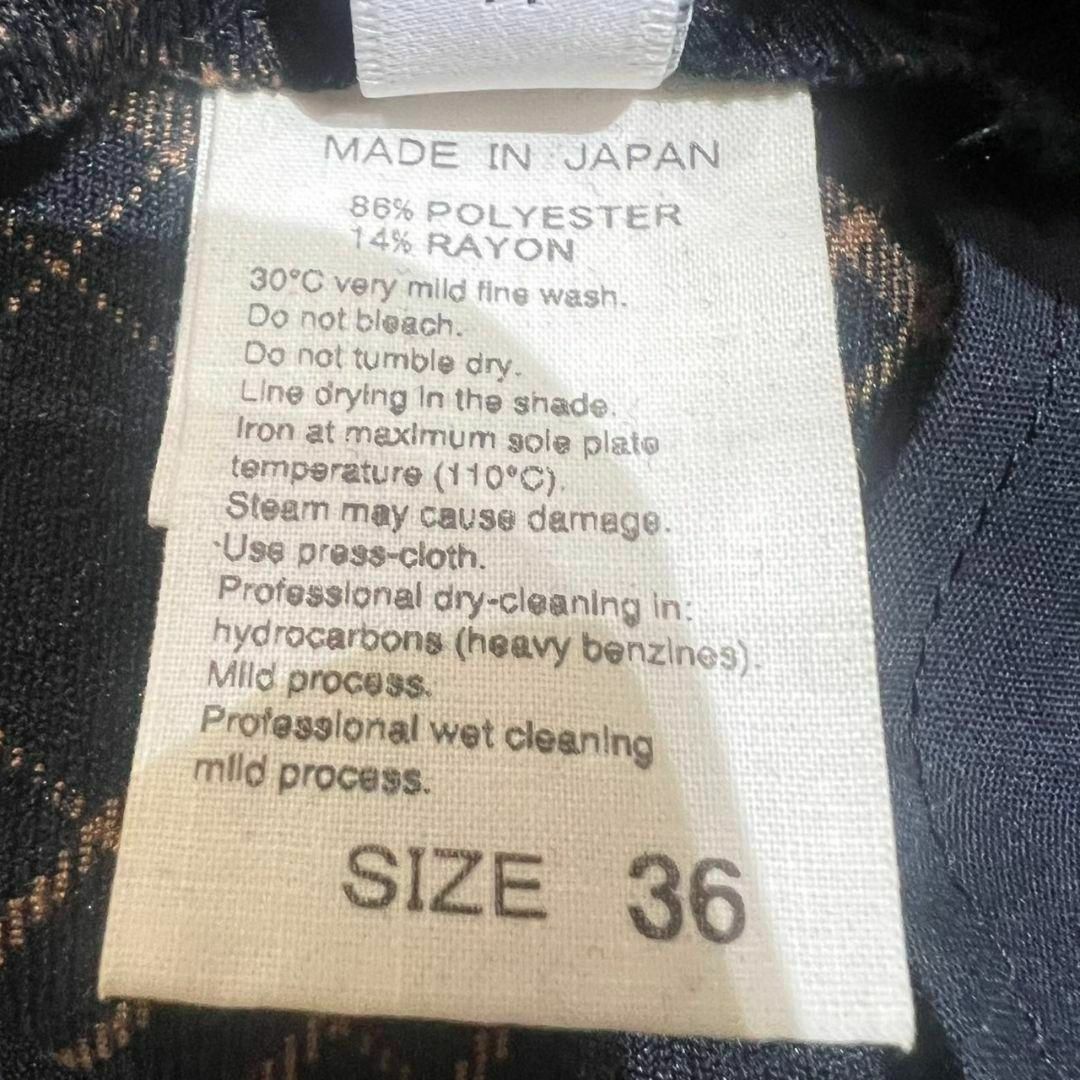 MADE IN JAPAN
86% POLYESTER
14% RAYON
30°C very mild fine wash.
Do not bleach.
Do not tumble dry.
Line drying in the shade.
Iron at maximum sole plate
temperature (110°C).
Steam may cause damage.
Use press-cloth.
Professional dry-cleaning in:
hydrocarbons (heavy benzines).
Mild process.
Professional wet cleaning
mild process.
SIZE 36